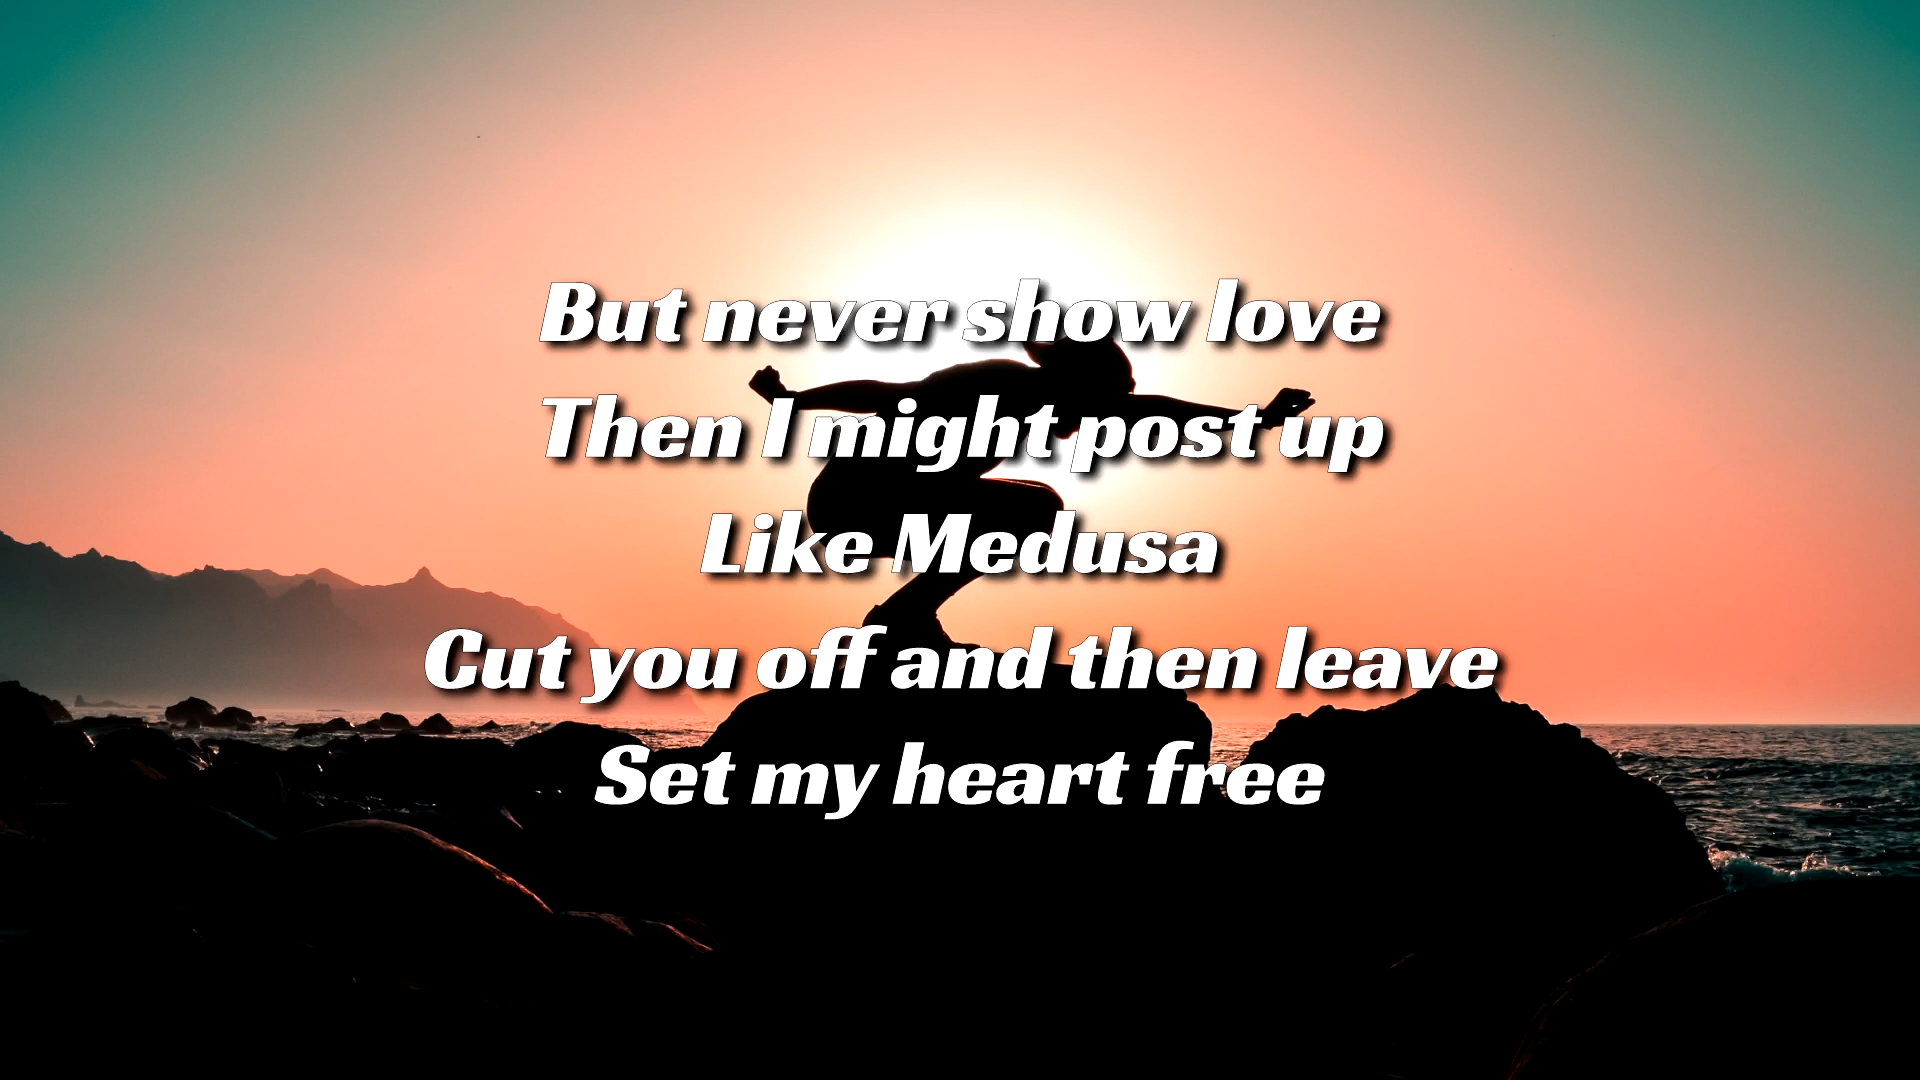 But never show love
Then I might post up
Like Medusa
Cut you off and then leave
Set my heart free